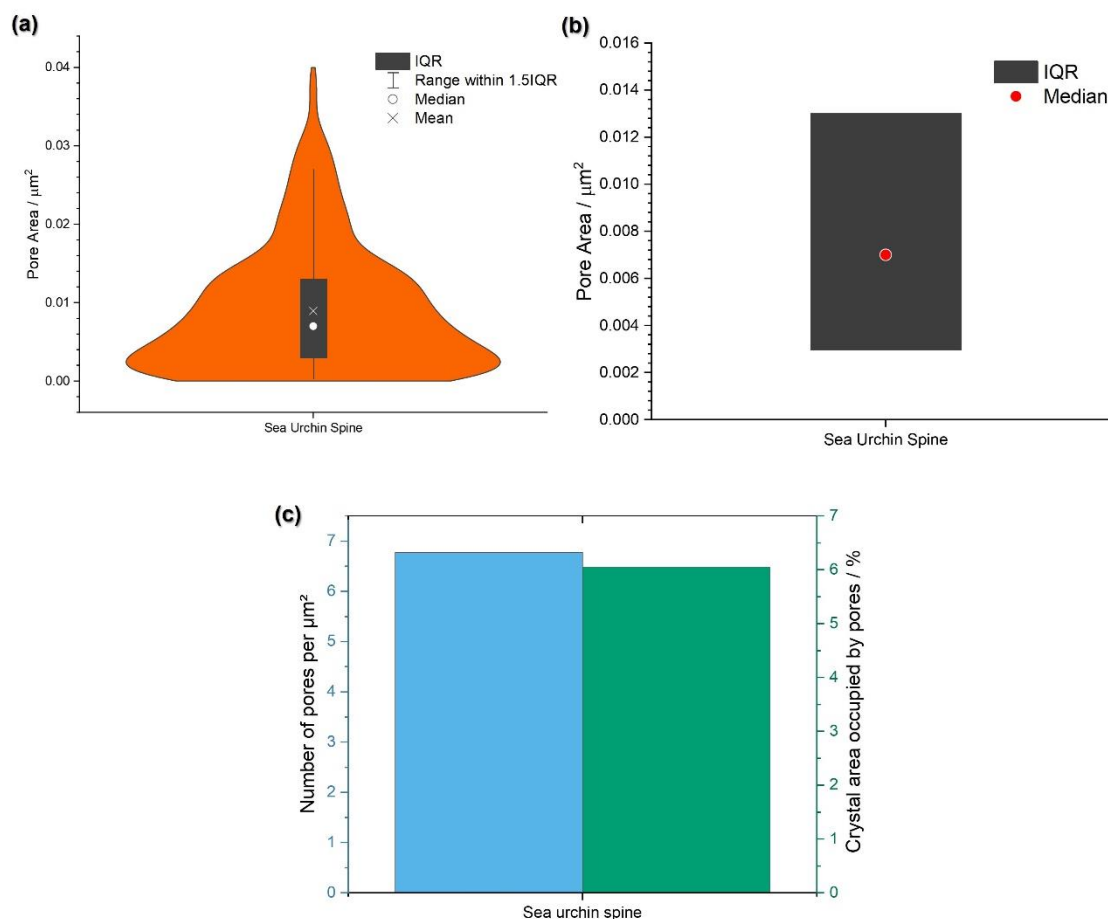 (a)
IQR
Range within 1.5IQR
Median
Mean
Pore Area / μm²
0.04
0.03
0.02
0.01
0.00
Sea Urchin Spine
(b)
IQR
Median
Pore Area / μm²
0.016
0.014
0.012
0.010
0.008
0.006
0.004
0.002
0.000
Sea Urchin Spine
(c)
Number of pores per μm²
7
6
5
4
3
2
1
0
Crystal area occupied by pores / %
7
6
5
4
3
2
1
0
Sea urchin spine